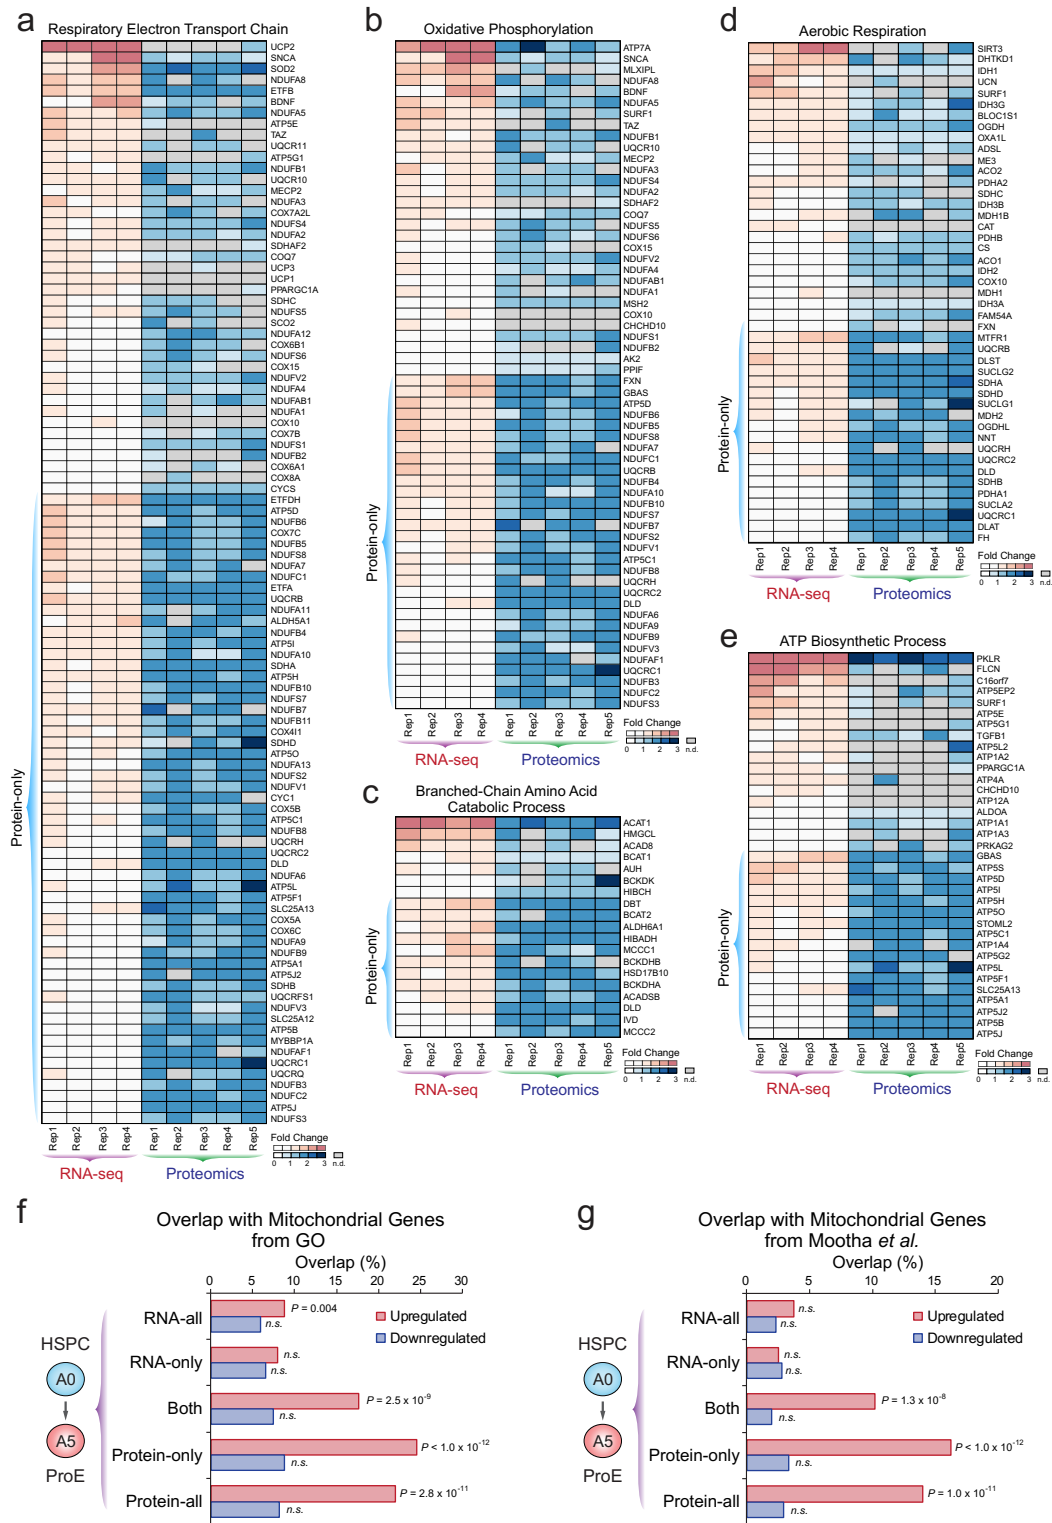 a
Respiratory Electron Transport Chain
UCP2
SNCA
SOD2
NDUFA8
ETFB
BDNF
NDUFA5
ATP5E
TAZ
UQCR11
ATP5G1
NDUFB1
UQCR10
MECP2
NDUFA3
COX7A2L
NDUFS4
NDUFA2
SDHAF2
COQ7
UCP3
UCP1
PPARGC1A
SDHC
NDUFS5
SCO2
NDUFA12
COX6B1
NDUFS6
COX15
NDUFV2
NDUFA4
NDUFAB1
NDUFA1
COX10
COX7B
NDUFS1
NDUFB2
COX6A1
COX8A
CYCS
ETFDH
ATP5D
NDUFB6
COX7C
NDUFB5
NDUFS8
NDUFA7
NDUFC1
ETFA
UQCRB
NDUFA11
ALDH5A1
NDUFB4
ATP5I
NDUFA10
SDHA
ATP5H
NDUFB10
NDUFS7
NDUFB7
NDUFB11
COX4I1
SDHD
ATP5O
NDUFA13
NDUFS2
NDUFV1
CYC1
COX5B
ATP5C1
NDUFB8
UQCRH
UQCRC2
DLD
NDUFA6
ATP5L
ATP5F1
SLC25A13
COX5A
COX6C
NDUFA9
NDUFB9
ATP5A1
ATP5J2
SDHB
UQCRFS1
NDUFV3
SLC25A12
ATP5B
MYBBP1A
NDUFAF1
UQCRC1
UQCRQ
NDUFB3
NDUFC2
ATP5J
NDUFS3
Protein-only
Rep1 Rep2 Rep3 Rep4 Rep1 Rep2 Rep3 Rep4 Rep5
RNA-seq Proteomics
Fold Change
0 1 2 3 n.d.
b
Oxidative Phosphorylation
ATP7A
SNCA
MLXIPL
NDUFA8
BDNF
NDUFA5
SURF1
TAZ
NDUFB1
UQCR10
MECP2
NDUFA3
NDUFS4
NDUFA2
SDHAF2
COQ7
NDUFS5
NDUFS6
COX15
NDUFV2
NDUFA4
NDUFAB1
NDUFA1
MSH2
COX10
CHCHD10
NDUFS1
NDUFB2
AK2
PPIF
FXN
GBAS
ATP5D
NDUFB6
NDUFB5
NDUFS8
NDUFA7
NDUFC1
UQCRB
NDUFB4
NDUFA10
NDUFB10
NDUFS7
NDUFB7
NDUFS2
NDUFV1
ATP5C1
NDUFB8
UQCRH
UQCRC2
DLD
NDUFA6
NDUFA9
NDUFB9
NDUFV3
NDUFAF1
UQCRC1
NDUFB3
NDUFC2
NDUFS3
Protein-only
Rep1 Rep2 Rep3 Rep4 Rep1 Rep2 Rep3 Rep4 Rep5
RNA-seq Proteomics
Fold Change
0 1 2 3 n.d.
c
Branched-Chain Amino Acid
Catabolic Process
ACAT1
HMGCL
ACAD8
BCAT1
AUH
BCKDK
HIBCH
DBT
BCAT2
ALDH6A1
HIBADH
MCCC1
BCKDHB
HSD17B10
BCKDHA
ACADSB
DLD
IVD
MCCC2
Protein-only
Rep1 Rep2 Rep3 Rep4 Rep1 Rep2 Rep3 Rep4 Rep5
RNA-seq Proteomics
Fold Change
0 1 2 3 n.d.
d
Aerobic Respiration
SIRT3
DHTKD1
IDH1
UCN
SURF1
IDH3G
BLOC1S1
OGDH
OXA1L
ADSL
ME3
ACO2
PDHA2
SDHC
IDH3B
MDH1B
CAT
PDHB
CS
ACO1
IDH2
COX10
MDH1
IDH3A
FAM54A
FXN
MTFR1
UQCRB
DLST
SUCLG2
SDHA
SDHD
SUCLG1
MDH2
OGDHL
NNT
UQCRH
UQCRC2
DLD
SDHB
PDHA1
SUCLA2
UQCRC1
DLAT
FH
Protein-only
Rep1 Rep2 Rep3 Rep4 Rep1 Rep2 Rep3 Rep4 Rep5
RNA-seq Proteomics
Fold Change
0 1 2 3 n.d.
e
ATP Biosynthetic Process
PKLR
FLCN
C16orf7
ATP5EP2
SURF1
ATP5E
ATP5G1
TGFB1
ATP5L2
ATP1A2
PPARGC1A
ATP4A
CHCHD10
ATP12A
ALDOA
ATP1A1
ATP1A3
PRKAG2
GBAS
ATP5S
ATP5D
ATP5I
ATP5H
ATP5O
STOML2
ATP5C1
ATP1A4
ATP5G2
ATP5L
ATP5F1
SLC25A13
ATP5A1
ATP5J2
ATP5B
ATP5J
Protein-only
Rep1 Rep2 Rep3 Rep4 Rep1 Rep2 Rep3 Rep4 Rep5
RNA-seq Proteomics
Fold Change
0 1 2 3 n.d.
f
Overlap with Mitochondrial Genes
from GO
Overlap (%)
0 5 10 15 20 25 30
RNA-all P = 0.004
n.s.
Upregulated
Downregulated
RNA-only n.s.
n.s.
Both P = 2.5 x 10-9
n.s.
Protein-only P < 1.0 x 10-12
n.s.
Protein-all P = 2.8 x 10-11
n.s.
HSPC
A0
A5
ProE
g
Overlap with Mitochondrial Genes
from Mootha et al.
Overlap (%)
0 5 10 15 20
RNA-all n.s.
n.s.
Upregulated
Downregulated
RNA-only n.s.
n.s.
Both P = 1.3 x 10-8
n.s.
Protein-only P < 1.0 x 10-12
n.s.
Protein-all P = 1.0 x 10-11
n.s.
HSPC
A0
A5
ProE